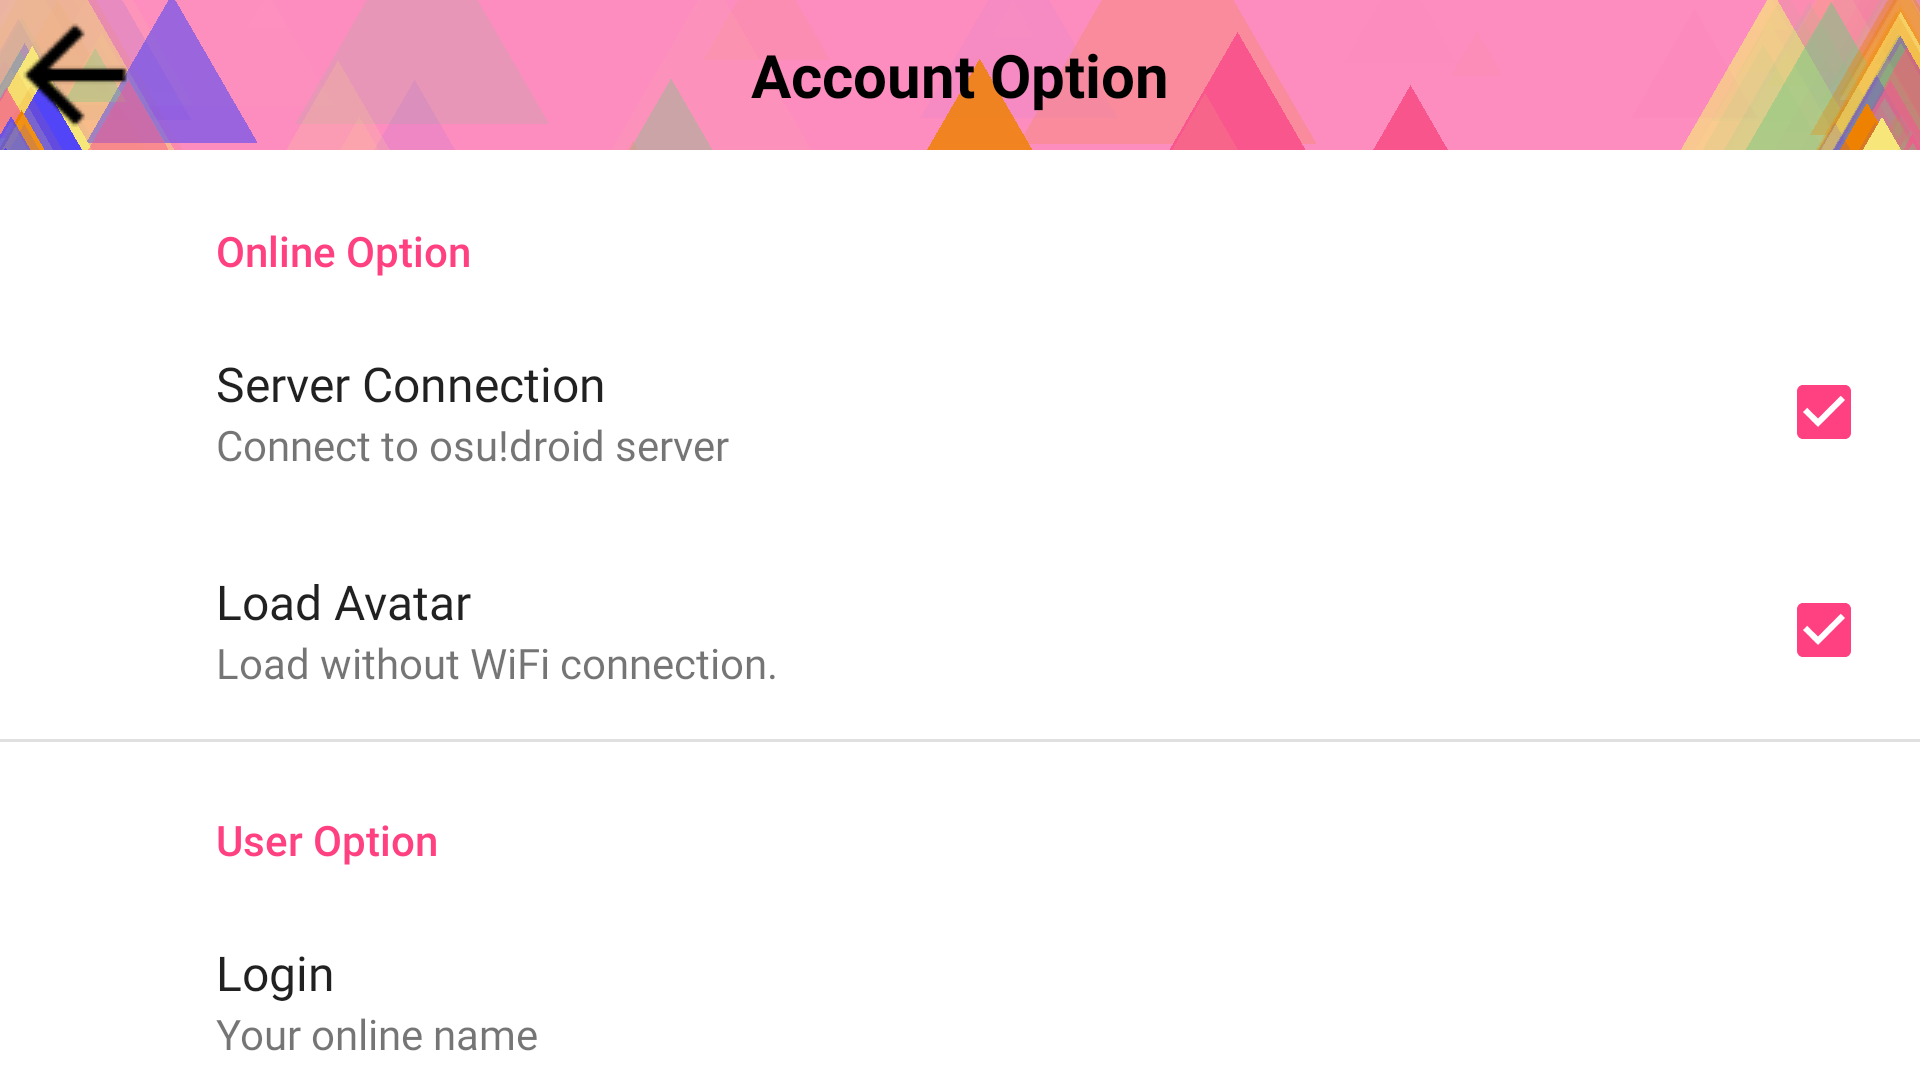 Account Option
Online Option
Server Connection
Connect to osu!droid server
Load Avatar
Load without WiFi connection.
User Option
Login
Your online name